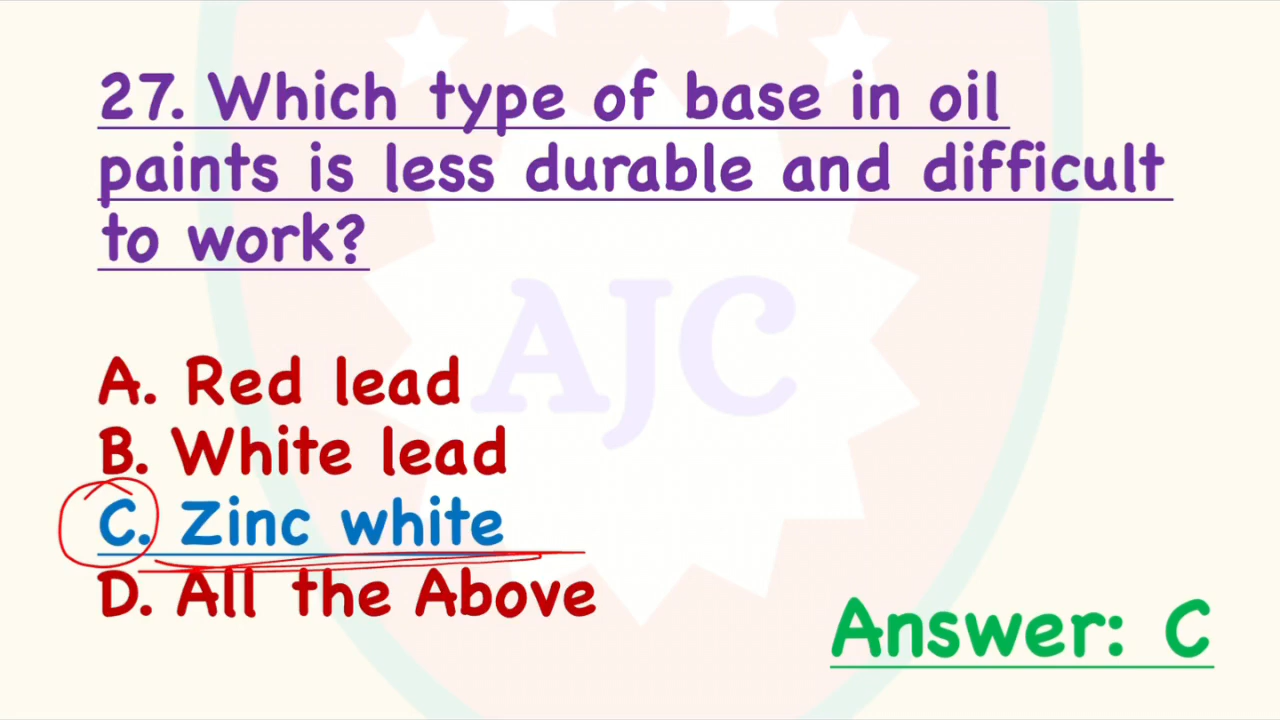 27. Which type of base in oil
paints is less durable and difficult
to work?
AJC
A. Red lead
B. White lead
C. Zinc white
D. All the Above
Answer: C